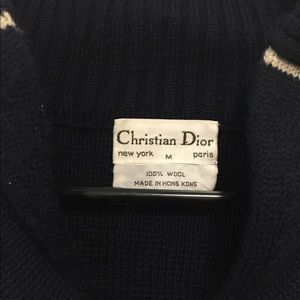 Christian Dior
new york M paris
100% WOOL
MADE IN HONG KONG